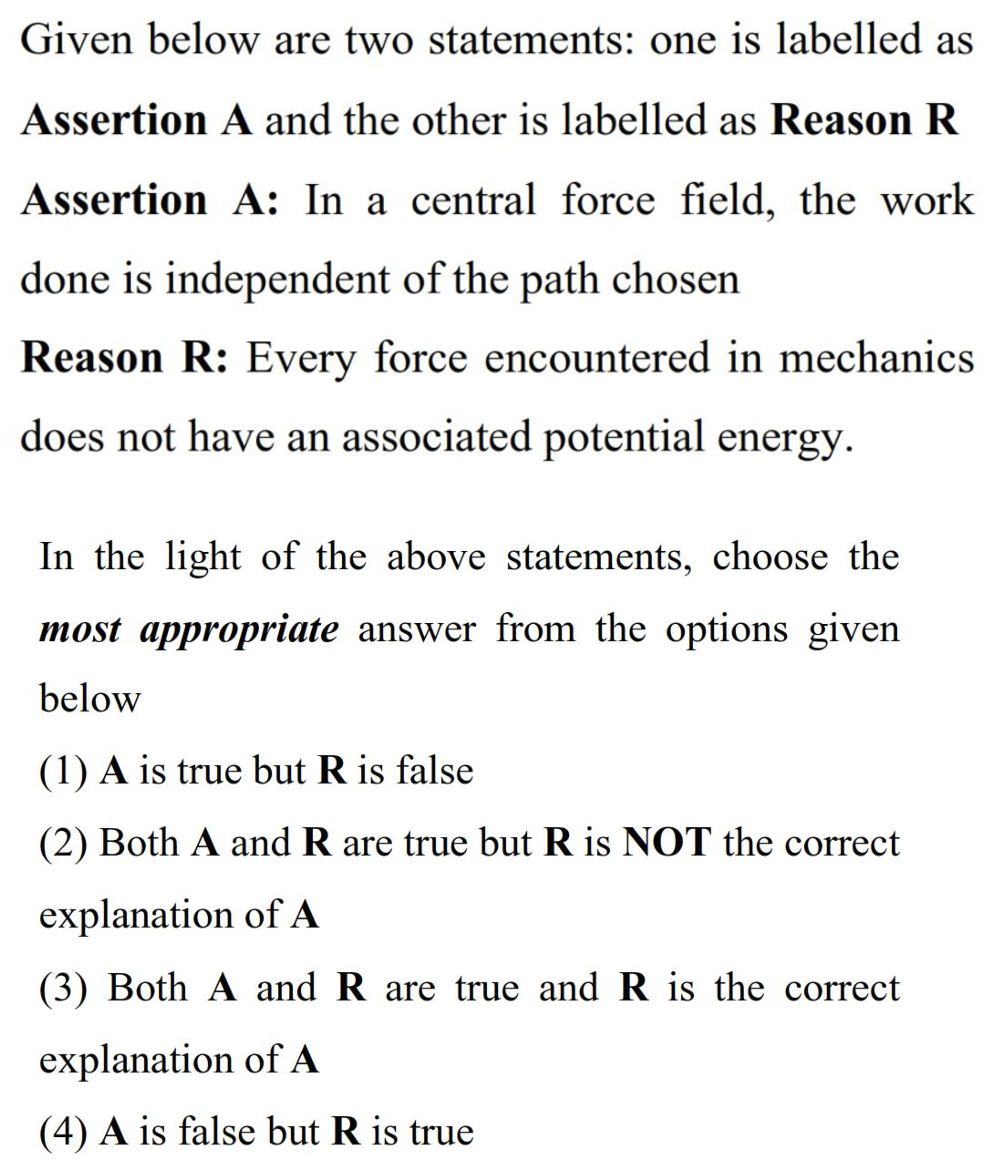 Given below are two statements: one is labelled as
Assertion A and the other is labelled as Reason R
Assertion A: In a central force field, the work
done is independent of the path chosen
Reason R: Every force encountered in mechanics
does not have an associated potential energy.
In the light of the above statements, choose the
most appropriate answer from the options given
below
(1) A is true but R is false
(2) Both A and R are true but R is NOT the correct
explanation of A
(3) Both A and R are true and R is the correct
explanation of A
(4) A is false but R is true